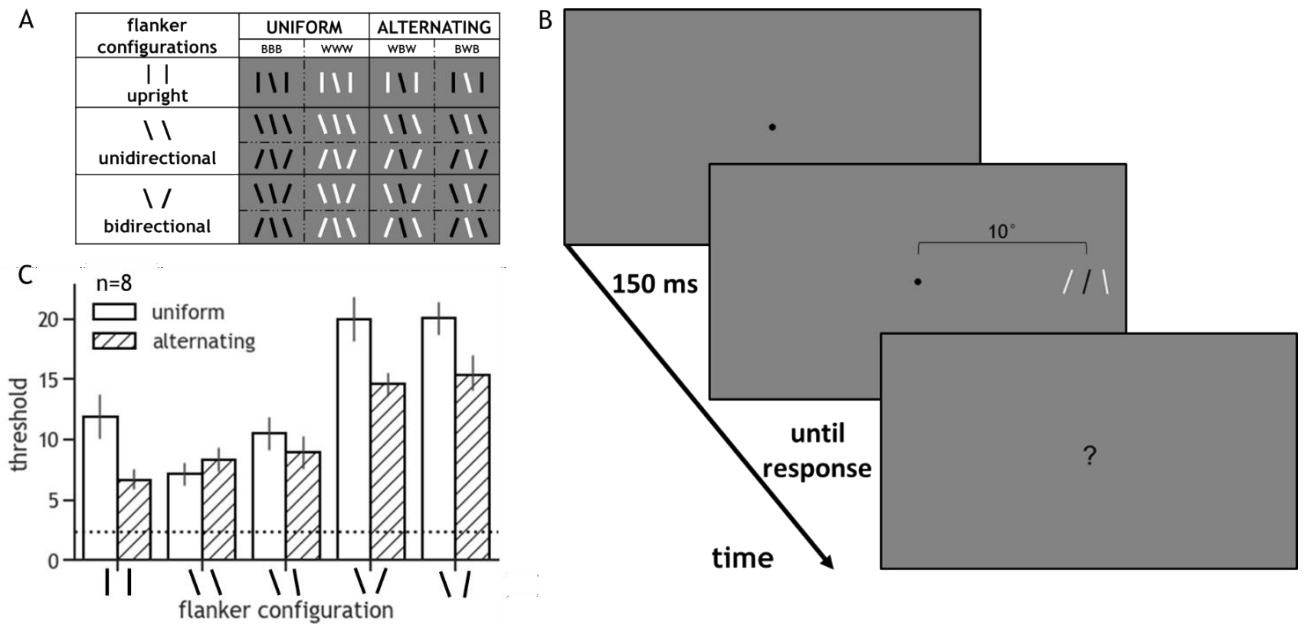 A
flanker configurations
UNIFORM
ALTERNATING
BBB
WWW
WBW
BWB
upright
unidirectional
bidirectional
B
10°
150 ms
until
response
?
time
C
n=8
uniform
alternating
threshold
20
15
10
5
0
flanker configuration